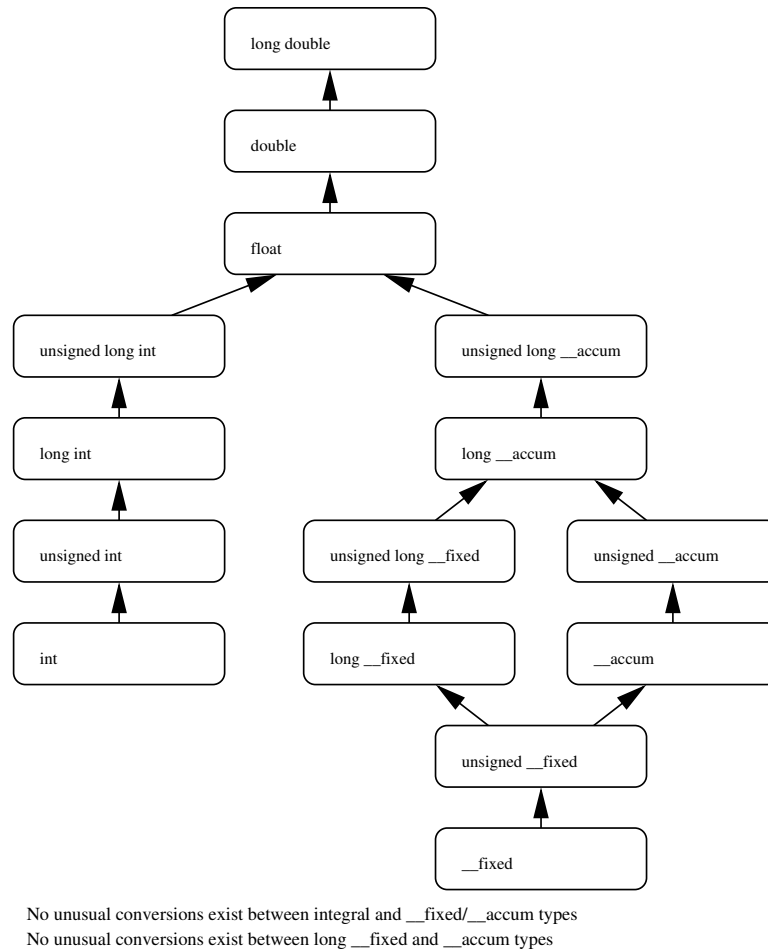 long double
double
float
unsigned long int
unsigned long __accum
long int
long __accum
unsigned int
unsigned long __fixed
unsigned __accum
int
long __fixed
__accum
unsigned __fixed
__fixed
No unusual conversions exist between integral and __fixed/__accum types
No unusual conversions exist between long __fixed and __accum types